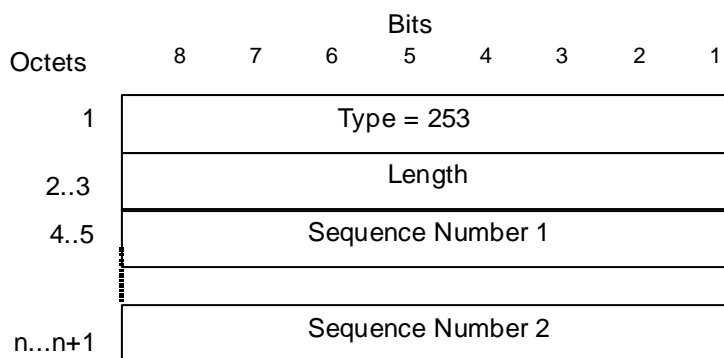 Bits
Octets 8 7 6 5 4 3 2 1
1 Type = 253
2..3 Length
4..5 Sequence Number 1
n...n+1 Sequence Number 2